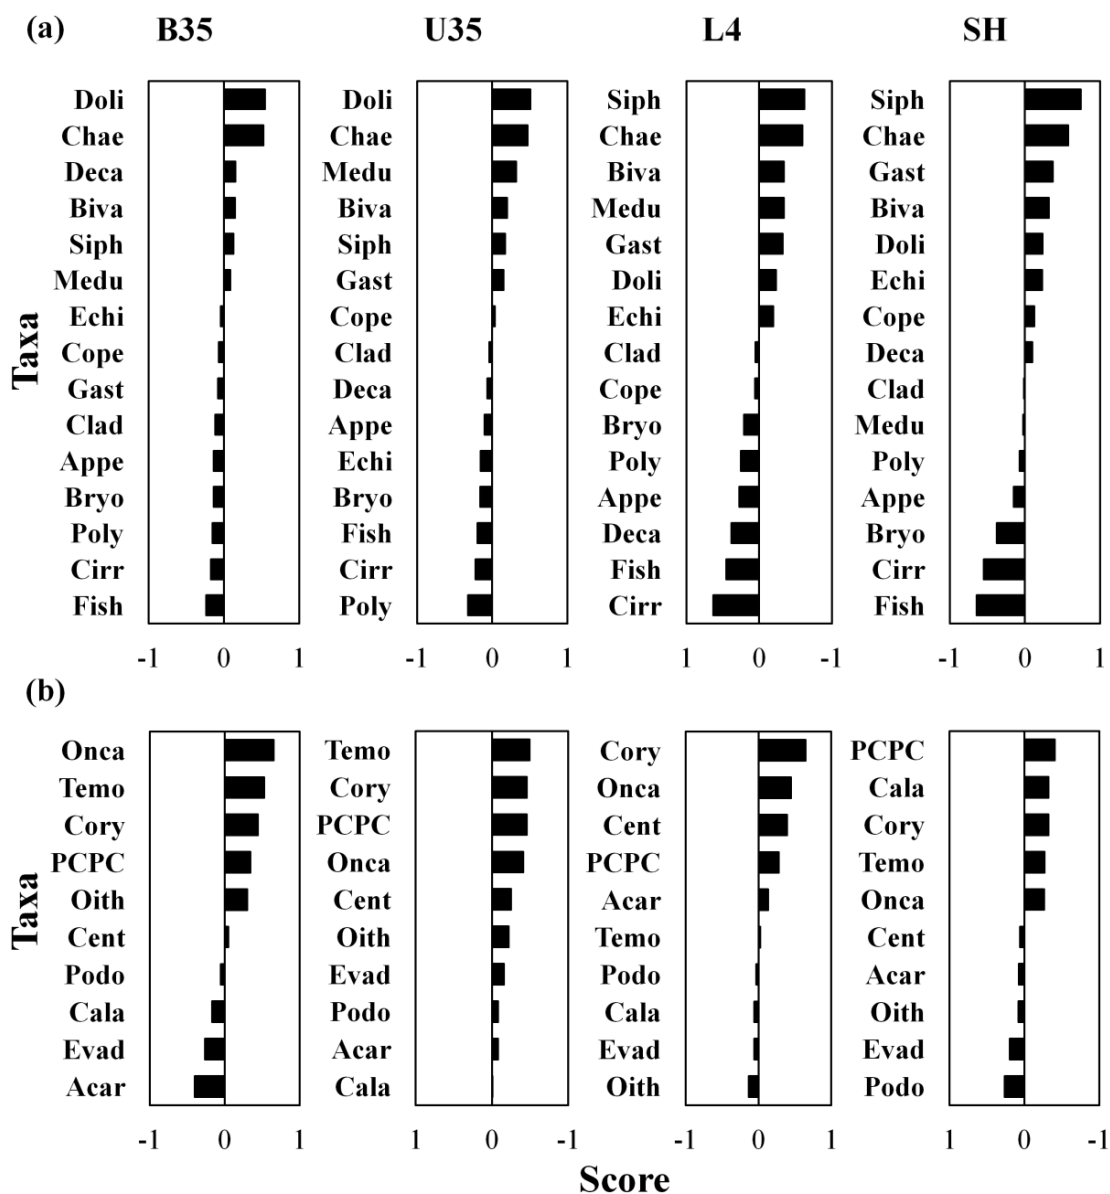 (a) B35 U35 L4 SH
Doli Doli Siph Siph
Chae Chae Chae Chae
Deca Medu Biva Gast
Biva Biva Medu Biva
Siph Siph Gast Doli
Medu Gast Doli Echi
Echi Cope Echi Cope
Cope Clad Clad Deca
Gast Deca Cope Clad
Clad Appe Bryo Medu
Appe Echi Poly Poly
Bryo Bryo Appe Appe
Poly Fish Deca Bryo
Cirr Cirr Fish Cirr
Fish Poly Cirr Fish
Taxa
-1 0 1 -1 0 1 1 0 -1 -1 0 1
(b)
Onca Temo Cory PCPC
Temo Cory Onca Cala
Cory PCPC Cent Cory
PCPC Onca PCPC Temo
Oith Cent Acar Onca
Cent Oith Temo Cent
Podo Evad Podo Acar
Cala Podo Cala Oith
Evad Acar Evad Evad
Acar Cala Oith Podo
Taxa
-1 0 1 1 0 -1 1 0 -1 1 0 -1
Score